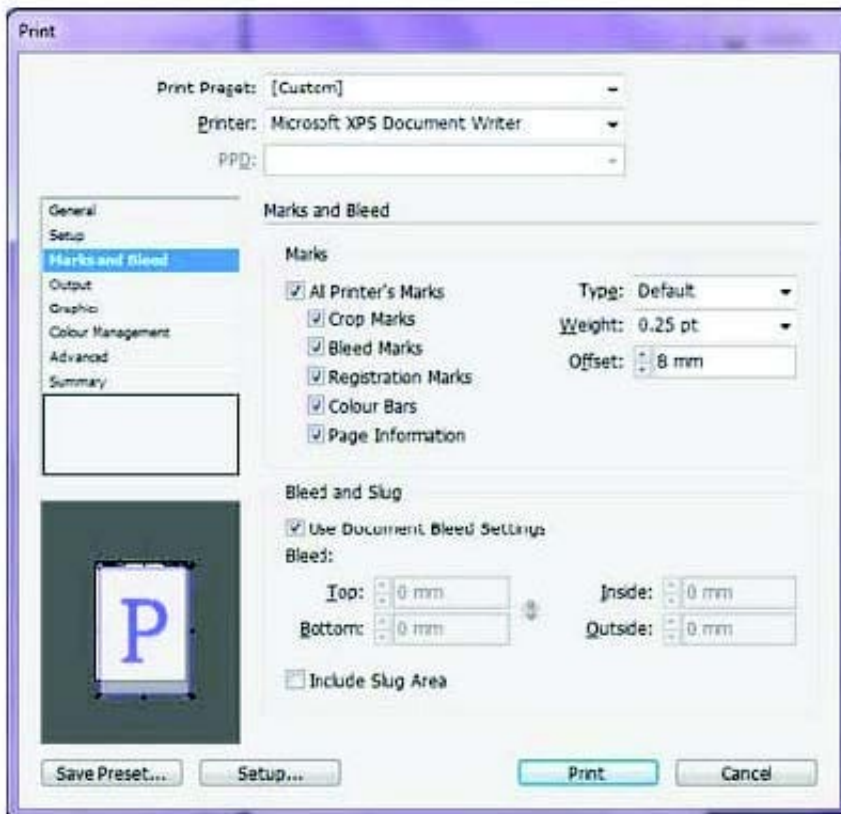 Print
Print Preset: [Custom]
Printer: Microsoft XPS Document Writer
PPD:
General
Setup
Marks and Bleed
Output
Graphics
Colour Management
Advanced
Summary
Marks and Bleed
Marks
All Printer's Marks
Crop Marks
Bleed Marks
Registration Marks
Colour Bars
Page Information
Type: Default
Weight: 0.25 pt
Offset: 8 mm
Bleed and Slug
Use Document Bleed Settings
Bleed:
Top: 0 mm
Bottom: 0 mm
Inside: 0 mm
Outside: 0 mm
Include Slug Area
P
Save Preset...
Setup...
Print
Cancel